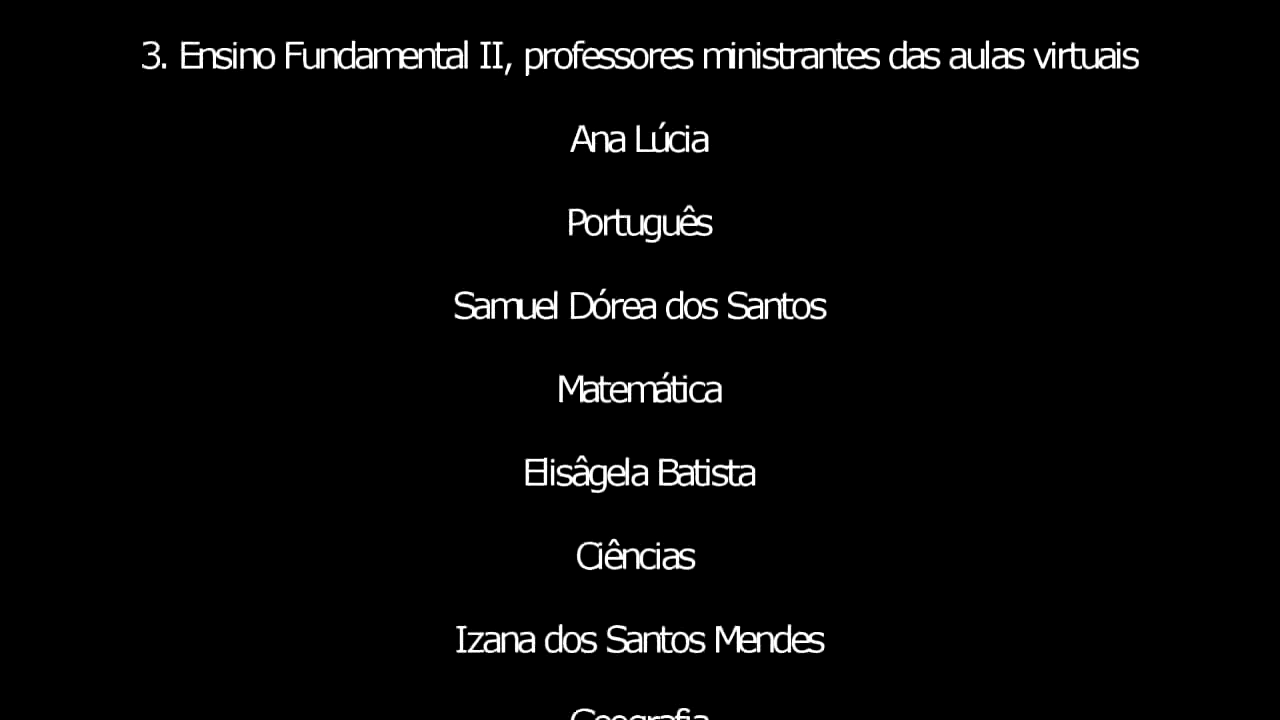 3. Ensino Fundamental II, professores ministrantes das aulas virtuais
Ana Lúcia
Português
Samuel Dórea dos Santos
Matemática
Elisâgela Batista
Ciências
Izana dos Santos Mendes
Geografia